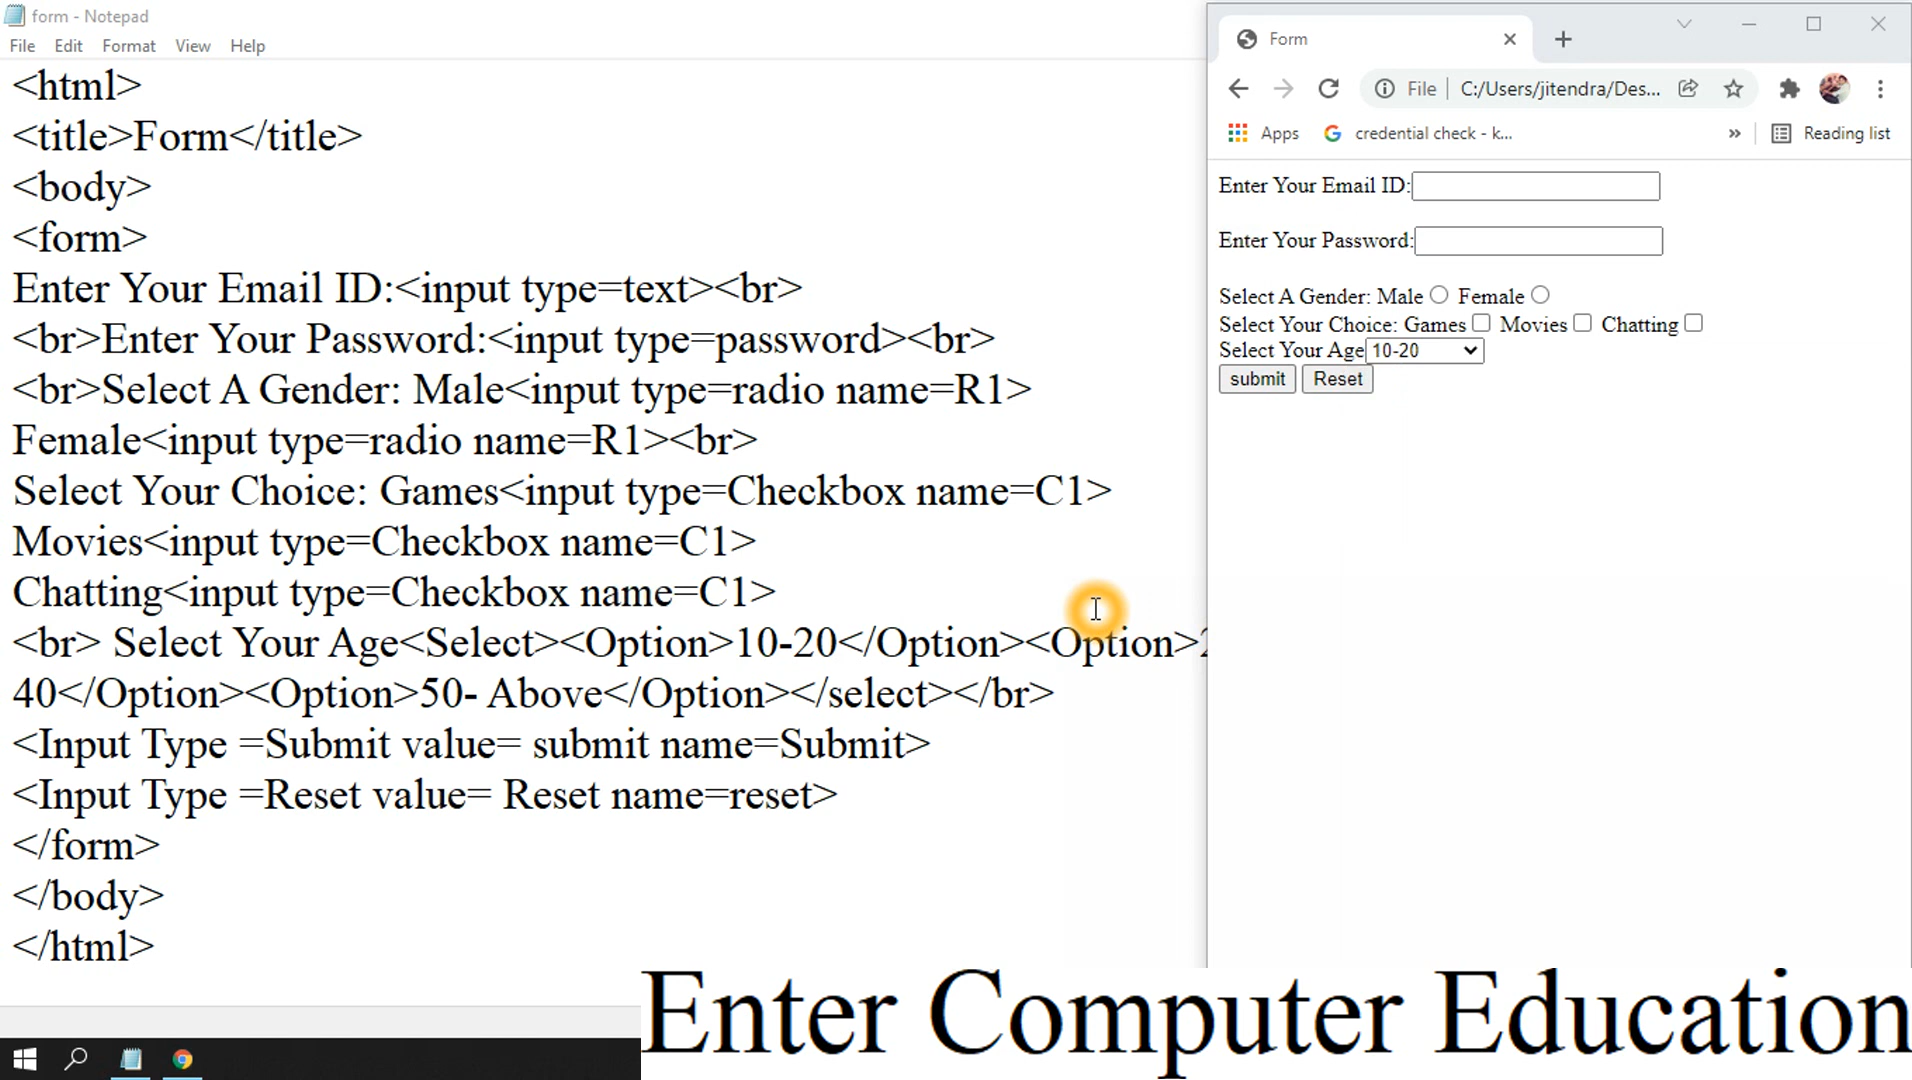 form - Notepad
File Edit Format View Help
<html>
<title>Form</title>
<body>
<form>
Enter Your Email ID:<input type=text><br>
<br>Enter Your Password:<input type=password><br>
<br>Select A Gender: Male<input type=radio name=R1>
Female<input type=radio name=R1><br>
Select Your Choice: Games<input type=Checkbox name=C1>
Movies<input type=Checkbox name=C1>
Chatting<input type=Checkbox name=C1>
<br> Select Your Age<Select><Option>10-20</Option><Option>
40</Option><Option>50- Above</Option></select></br>
<Input Type =Submit value= submit name=Submit>
<Input Type =Reset value= Reset name=reset>
</form>
</body>
</html>
Form
File C:/Users/jitendra/Des...
Apps credential check - k... » Reading list
Enter Your Email ID:
Enter Your Password:
Select A Gender: Male Female
Select Your Choice: Games Movies Chatting
Select Your Age 10-20
submit Reset
Enter Computer Education